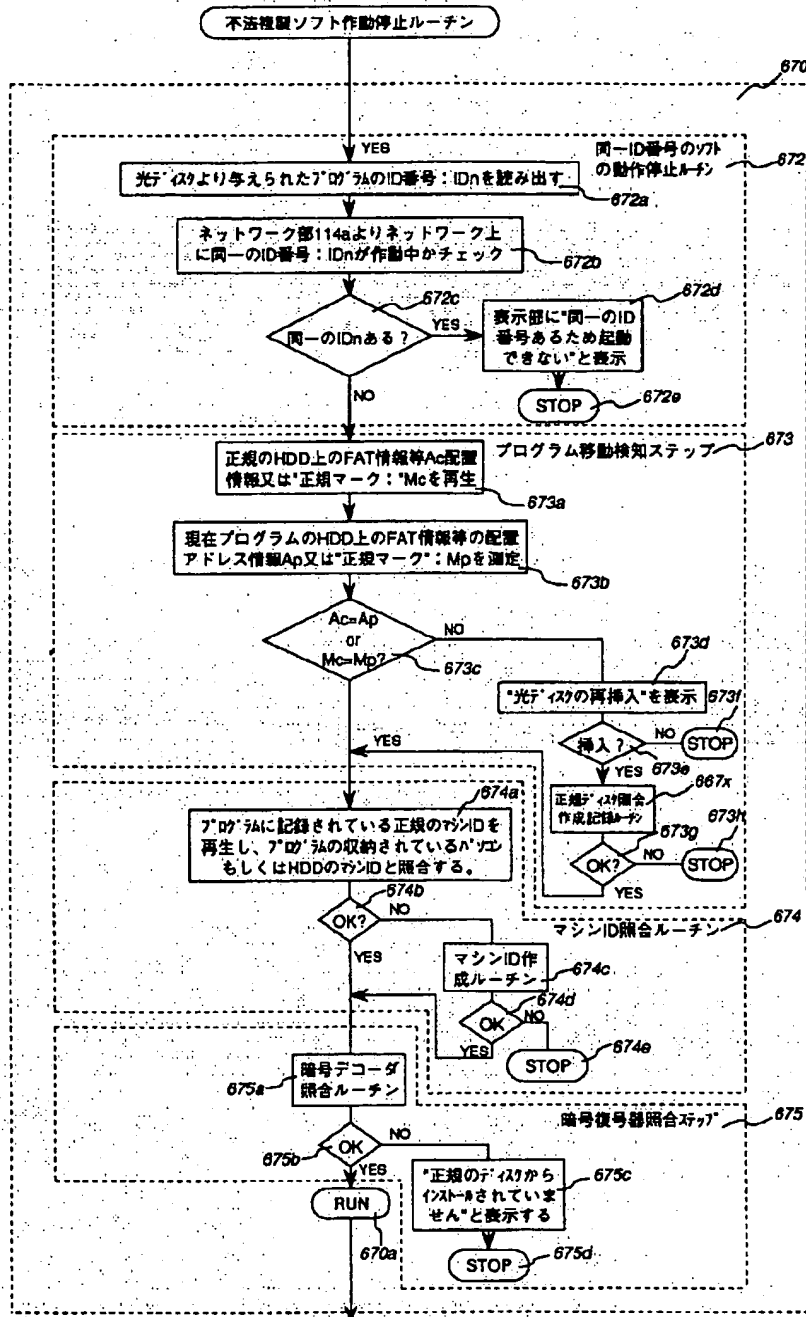 不法複製ソフト作動停止ルーチン
670
YES
同一ID番号のソフト
の動作停止ルーチン
672
光ディスクより与えられたプログラムのID番号：IDnを読み出す
672a
ネットワーク部114aよりネットワーク上
に同一のID番号：IDnが作動中かチェック
672b
672c
同一のIDnある？
YES
672d
表示部に"同一のID
番号あるため起動
できない"と表示
NO
STOP
672e
プログラム移動検知ステップ
673
正規のHDD上のFAT情報等Ac配置
情報又は"正規マーク："Mcを再生
673a
現在プログラムのHDD上のFAT情報等の配置
アドレス情報Ap又は"正規マーク"：Mpを測定
673b
Ac=Ap
or
Mc=Mp?
NO
673c
673d
"光ディスクの再挿入"を表示
673f
YES
挿入？
NO
STOP
673e
YES
667x
正規ディスク照合
作成記録ルーチン
673g
673h
OK?
NO
STOP
YES
674a
プログラムに記録されている正規のマシンIDを
再生し、プログラムの収納されているパソコン
もしくはHDDのマシンIDと照合する。
674b
OK?
NO
マシンID照合ルーチン
674
YES
マシンID作
成ルーチン
674c
674d
OK
NO
YES
STOP
674e
675a
暗号デコーダ
照合ルーチン
暗号復号器照合ステップ
675
OK
NO
675b
YES
"正規のディスクから
インストールされていま
せん"と表示する
675c
RUN
670a
STOP
675d